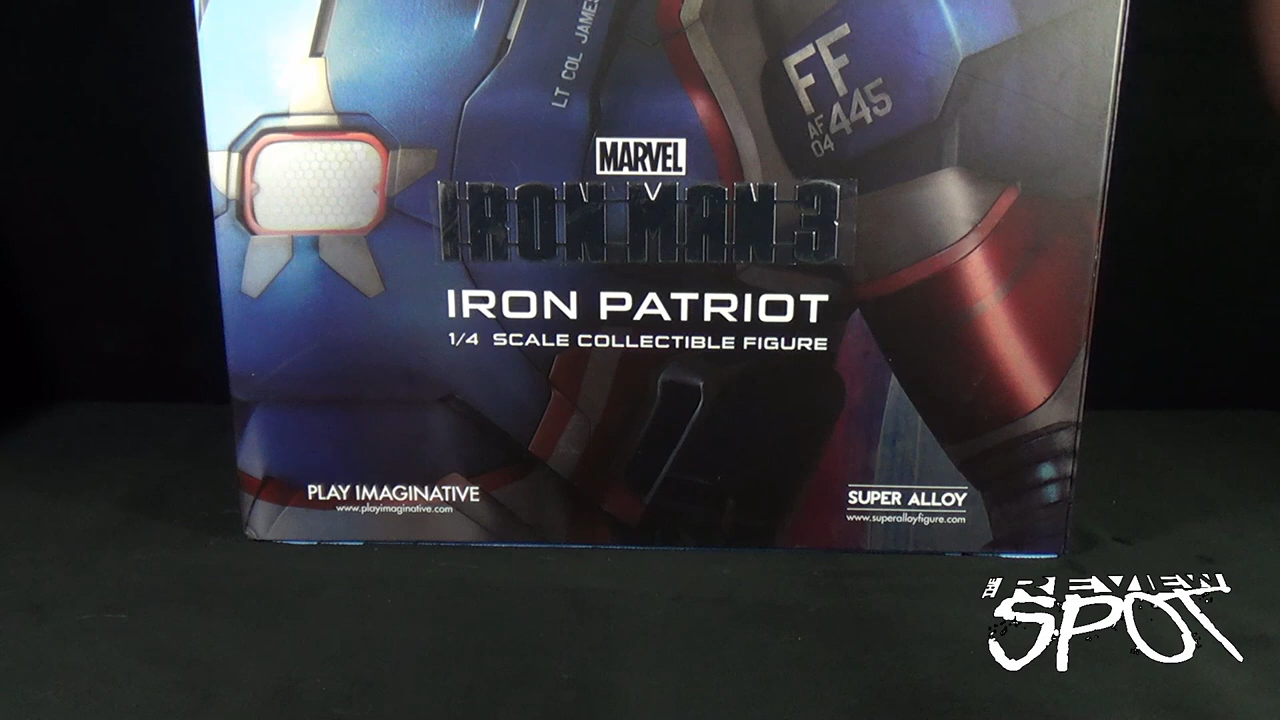 LT COL JAMES
FF
AF 445
04
MARVEL
IRON MAN 3
IRON PATRIOT
1/4 SCALE COLLECTIBLE FIGURE
PLAY IMAGINATIVE
www.playimaginative.com
SUPER ALLOY
www.superalloyfigure.com
THE REVIEW
SPOT